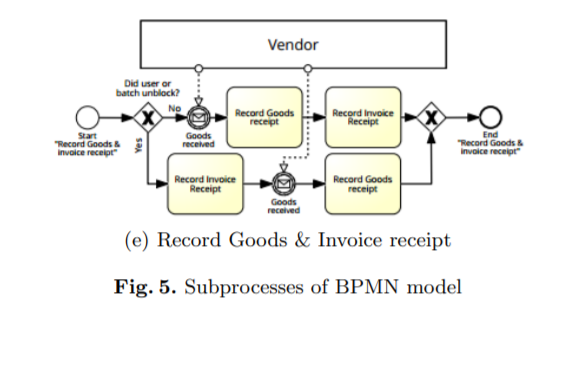 Vendor
Did user or
batch unblock?
No
Yes
Start
"Record Goods &
invoice receipt"
Goods
received
Record Goods
receipt
Record Invoice
Receipt
End
"Record Goods &
invoice receipt"
Record Invoice
Receipt
Goods
received
Record Goods
receipt
(e) Record Goods & Invoice receipt
Fig. 5. Subprocesses of BPMN model